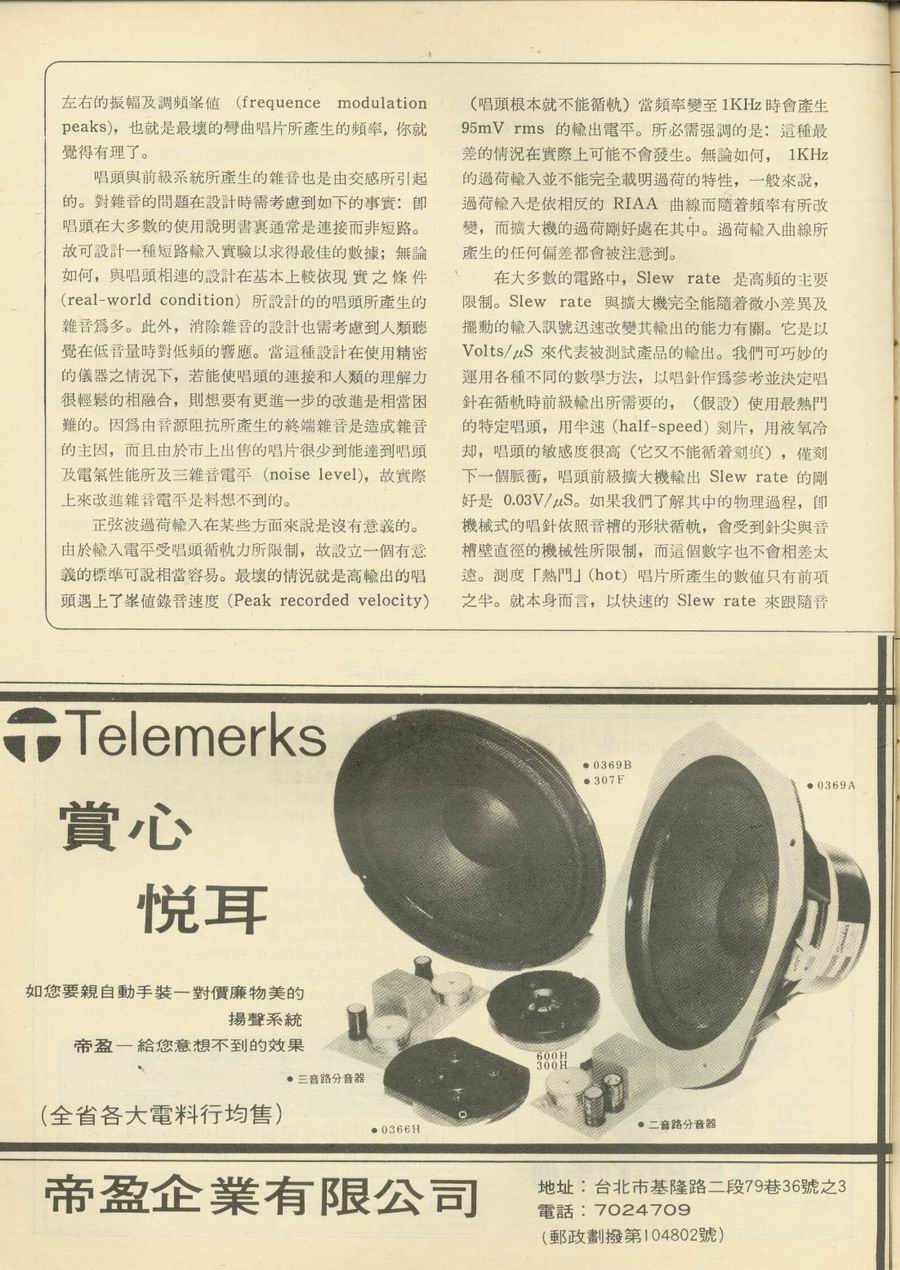 左右的振幅及調頻峯値 (frequence modulation
peaks)，也就是最壞的彎曲唱片所產生的頻率，你就
覺得有理了。
唱頭與前級系統所產生的雜音也是由交感所引起
的。對雜音的問題在設計時需考慮到如下的事實：卽
唱頭在大多數的使用說明書裏通常是連接而非短路。
故可設計一種短路輸入實驗以求得最佳的數據；無論
如何，與唱頭相連的設計在基本上較依現實之條件
(real-world condition) 所設計的的唱頭所產生的
雜音爲多。此外，消除雜音的設計也需考慮到人類聽
覺在低音量時對低頻的響應。當這種設計在使用精密
的儀器之情況下，若能使唱頭的連接和人類的理解力
很輕鬆的相融合，則想要有更進一步的改進是相當困
難的。因爲由音源阻抗所產生的終端雜音是造成雜音
的主因，而且由於市上出售的唱片很少到能達到唱頭
及電氣性能所及三雜音電平 (noise level)，故實際
上來改進雜音電平是料想不到的。
正弦波過荷輸入在某些方面來說是沒有意義的。
由於輸入電平受唱頭循軌力所限制，故設立一個有意
義的標準可說相當容易。最壞的情況就是高輸出的唱
頭遇上了峯値錄音速度 (Peak recorded velocity)
（唱頭根本就不能循軌）當頻率變至1KHz時會產生
95mV rms 的輸出電平。所必需强調的是：這種最
差的情況在實際上可能不會發生。無論如何， 1KHz
的過荷輸入並不能完全載明過荷的特性，一般來說，
過荷輸入是依相反的 RIAA 曲線而隨着頻率有所改
變，而擴大機的過荷剛好處在其中。過荷輸入曲線所
產生的任何偏差都會被注意到。
在大多數的電路中，Slew rate 是高頻的主要
限制。Slew rate 與擴大機完全能隨着微小差異及
擺動的輸入訊號迅速改變其輸出的能力有關。它是以
Volts/μS 來代表被測試產品的輸出。我們可巧妙的
運用各種不同的數學方法，以唱針作爲參考並決定唱
針在循軌時前級輸出所需要的，（假設）使用最熱門
的特定唱頭，用半速 (half-speed) 刻片，用液氧冷
却，唱頭的敏感度很高（它又不能循着刻痕），僅刻
下一個脈衝，唱頭前級擴大機輸出 Slew rate 的剛
好是 0.03V/μS。如果我們了解其中的物理過程，卽
機械式的唱針依照音槽的形狀循軌，會受到針尖與音
槽壁直徑的機械性所限制，而這個數字也不會相差太
遠。測度「熱門」(hot) 唱片所產生的數値只有前項
之半。就本身而言，以快速的 Slew rate 來跟隨音
Telemerks
賞心
悅耳
如您要親自動手裝一對價廉物美的
揚聲系統
帝盈—給您意想不到的效果
（全省各大電料行均售）
●0369B
●307F
●0369A
600H
300H
●三音路分音器
●0366H
●二音路分音器
帝盈企業有限公司
地址：台北市基隆路二段79巷36號之3
電話：7024709
（郵政劃撥第104802號）